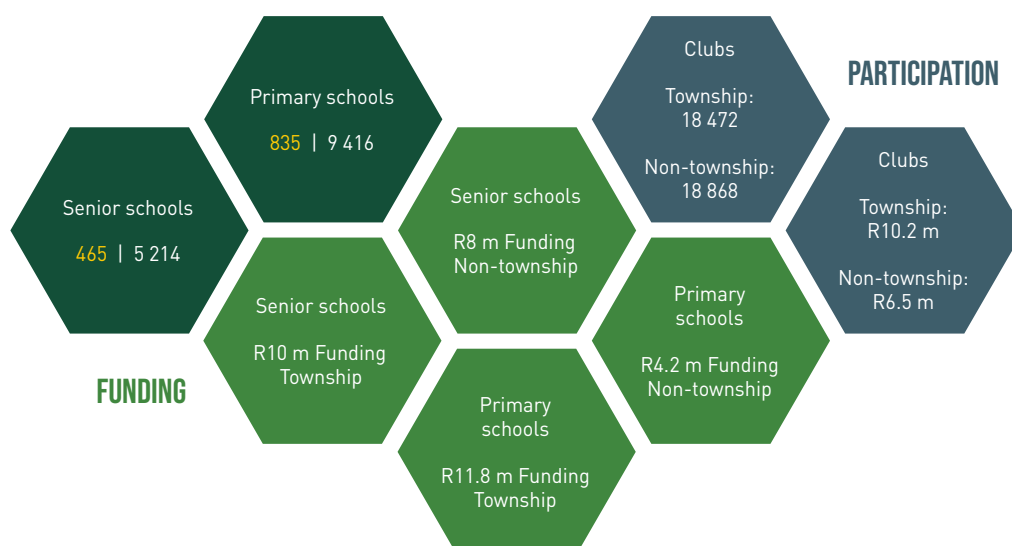 Primary schools
835 | 9 416
Senior schools
465 | 5 214
Senior schools
R8 m Funding
Non-township
Senior schools
R10 m Funding
Township
FUNDING
Primary
schools
R11.8 m Funding
Township
Primary
schools
R4.2 m Funding
Non-township
Clubs
Township:
18 472
Non-township:
18 868
PARTICIPATION
Clubs
Township:
R10.2 m
Non-township:
R6.5 m